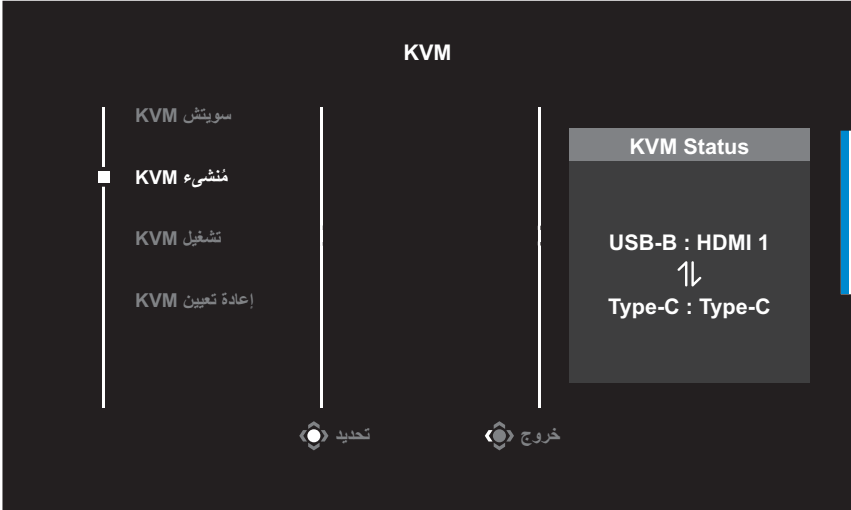 KVM
سويتش KVM
مُنشىء KVM
تشغيل KVM
إعادة تعيين KVM
KVM Status
USB-B : HDMI 1
Type-C : Type-C
تحديد
خروج